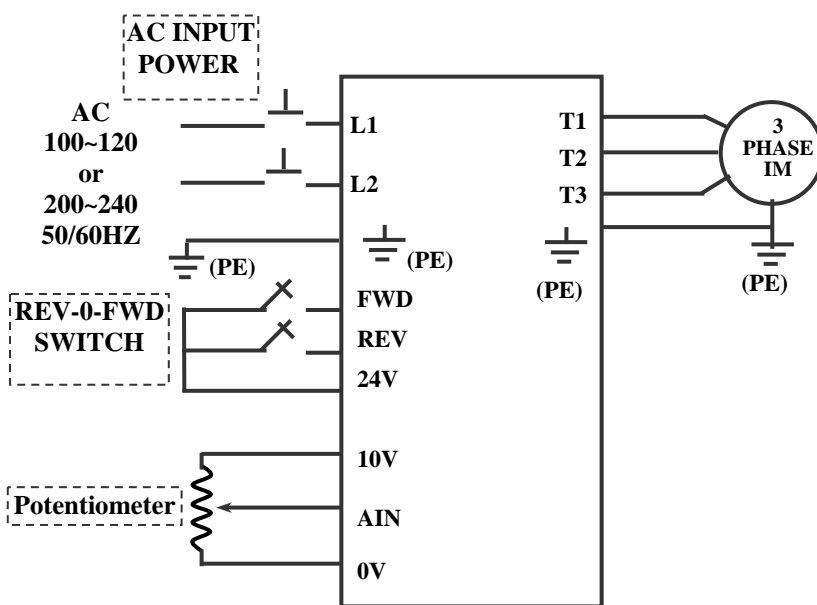 AC INPUT
POWER
AC
100~120
or
200~240
50/60HZ
L1
L2
(PE)
(PE)
T1
T2
T3
(PE)
3
PHASE
IM
(PE)
REV-0-FWD
SWITCH
FWD
REV
24V
Potentiometer
10V
AIN
0V